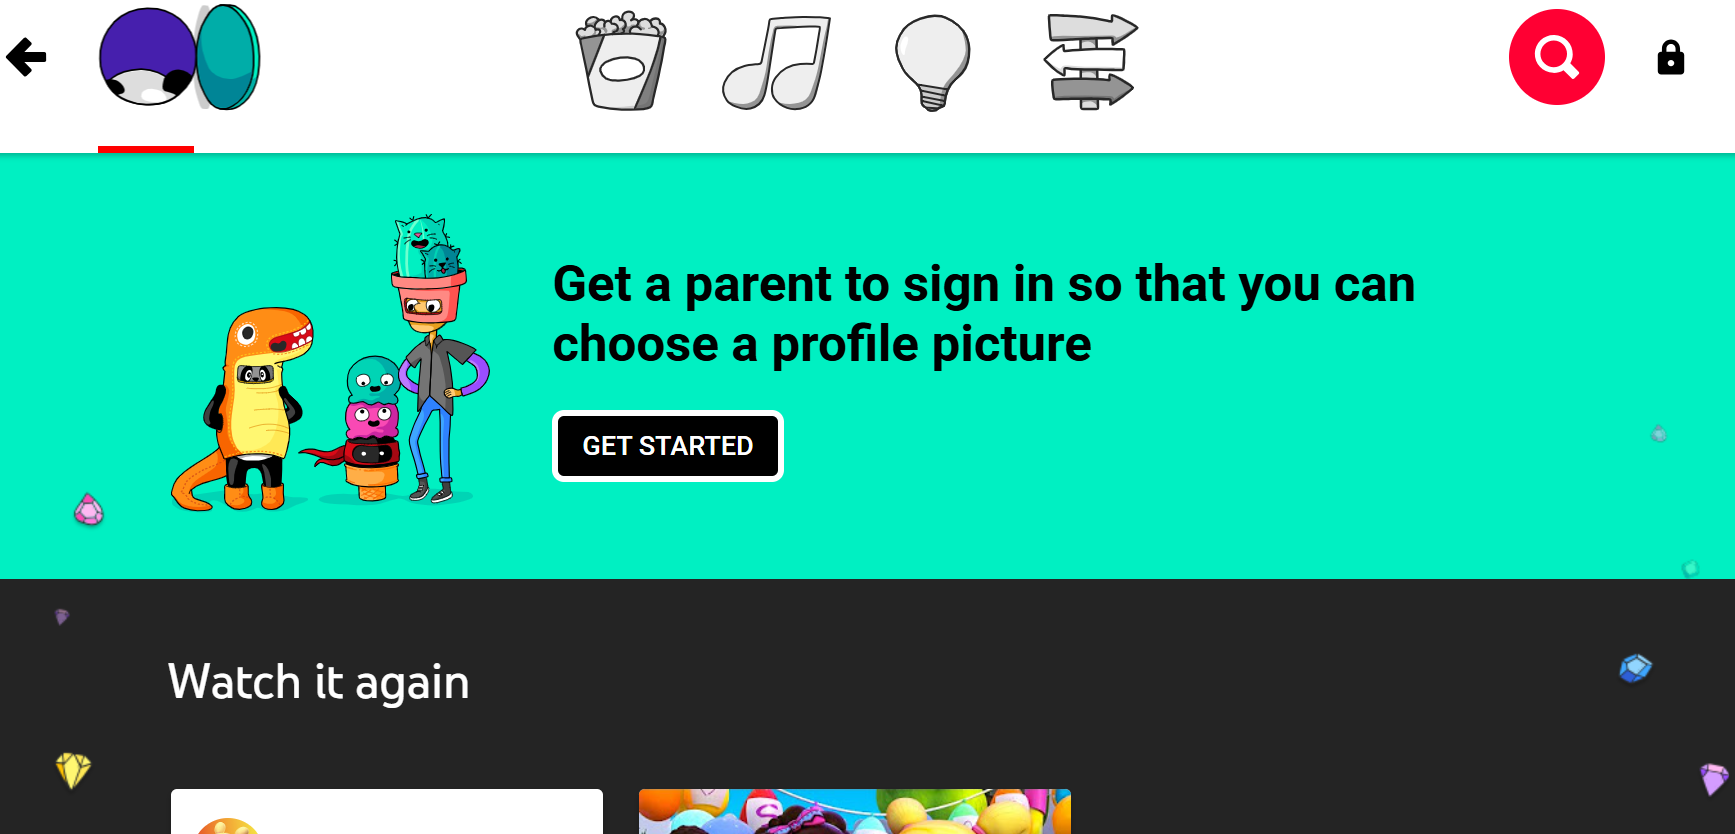 Get a parent to sign in so that you can
choose a profile picture
GET STARTED
Watch it again